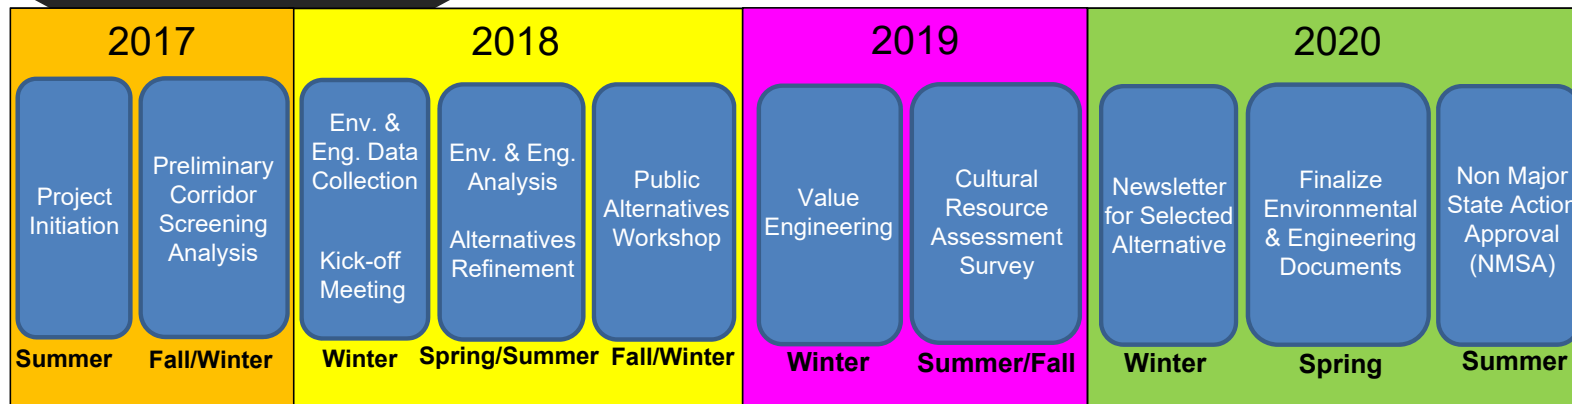 2017
Project
Initiation
Summer
Preliminary
Corridor
Screening
Analysis
Fall/Winter
2018
Env. &
Eng. Data
Collection
Kick-off
Meeting
Winter
Env. & Eng.
Analysis
Alternatives
Refinement
Spring/Summer
Public
Alternatives
Workshop
Fall/Winter
2019
Value
Engineering
Winter
Cultural
Resource
Assessment
Survey
Summer/Fall
2020
Newsletter
for Selected
Alternative
Winter
Finalize
Environmental
& Engineering
Documents
Spring
Non Major
State Action
Approval
(NMSA)
Summer